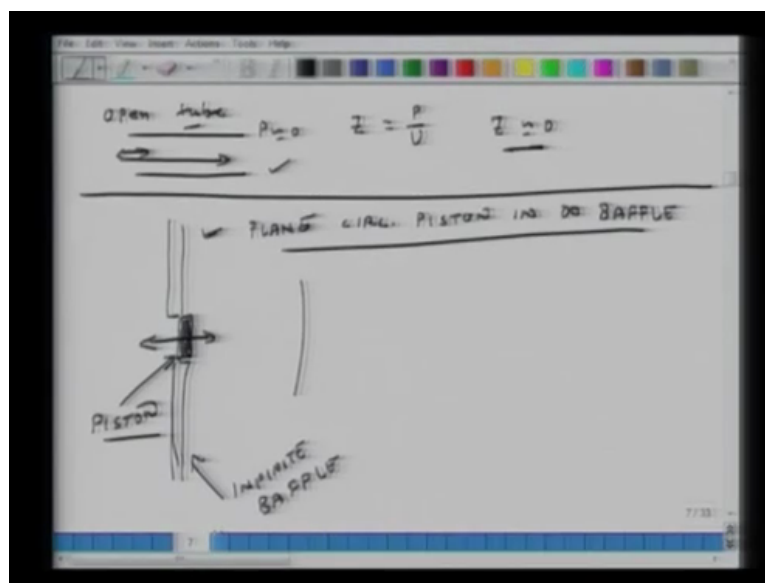 File Edit View Insert Actions Tools Help
open tube P≈0 Z = P/U Z ≈ 0
PLANE CIRC. PISTON IN ∞ BAFFLE
PISTON
INFINITE
BAFFLE
7/33
7